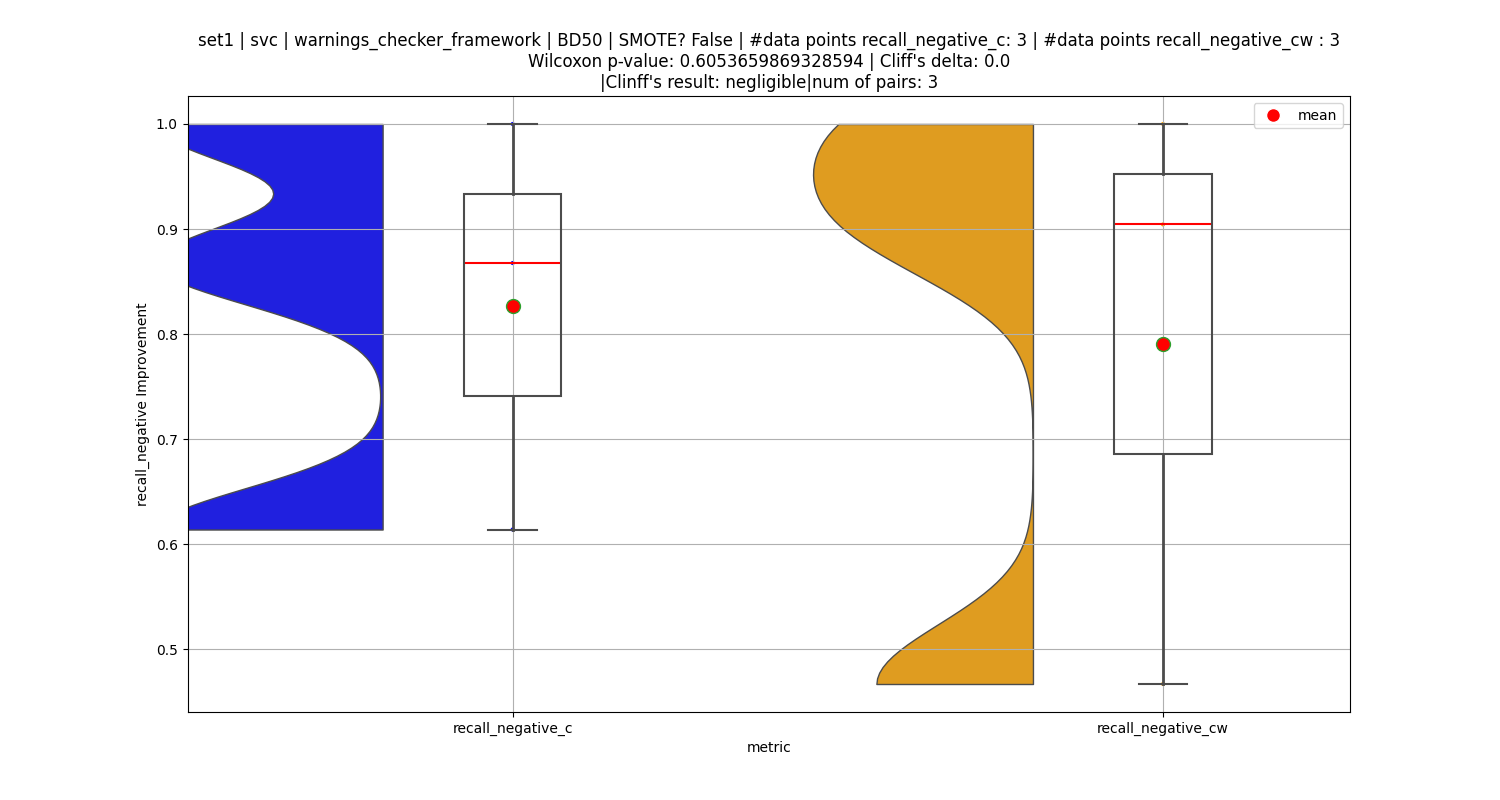 set1 | svc | warnings_checker_framework | BD50 | SMOTE? False | #data points recall_negative_c: 3 | #data points recall_negative_cw : 3
Wilcoxon p-value: 0.6053659869328594 | Cliff's delta: 0.0
|Clinff's result: negligible|num of pairs: 3
mean
1.0
0.9
0.8
0.7
0.6
0.5
recall_negative Improvement
recall_negative_c
recall_negative_cw
metric